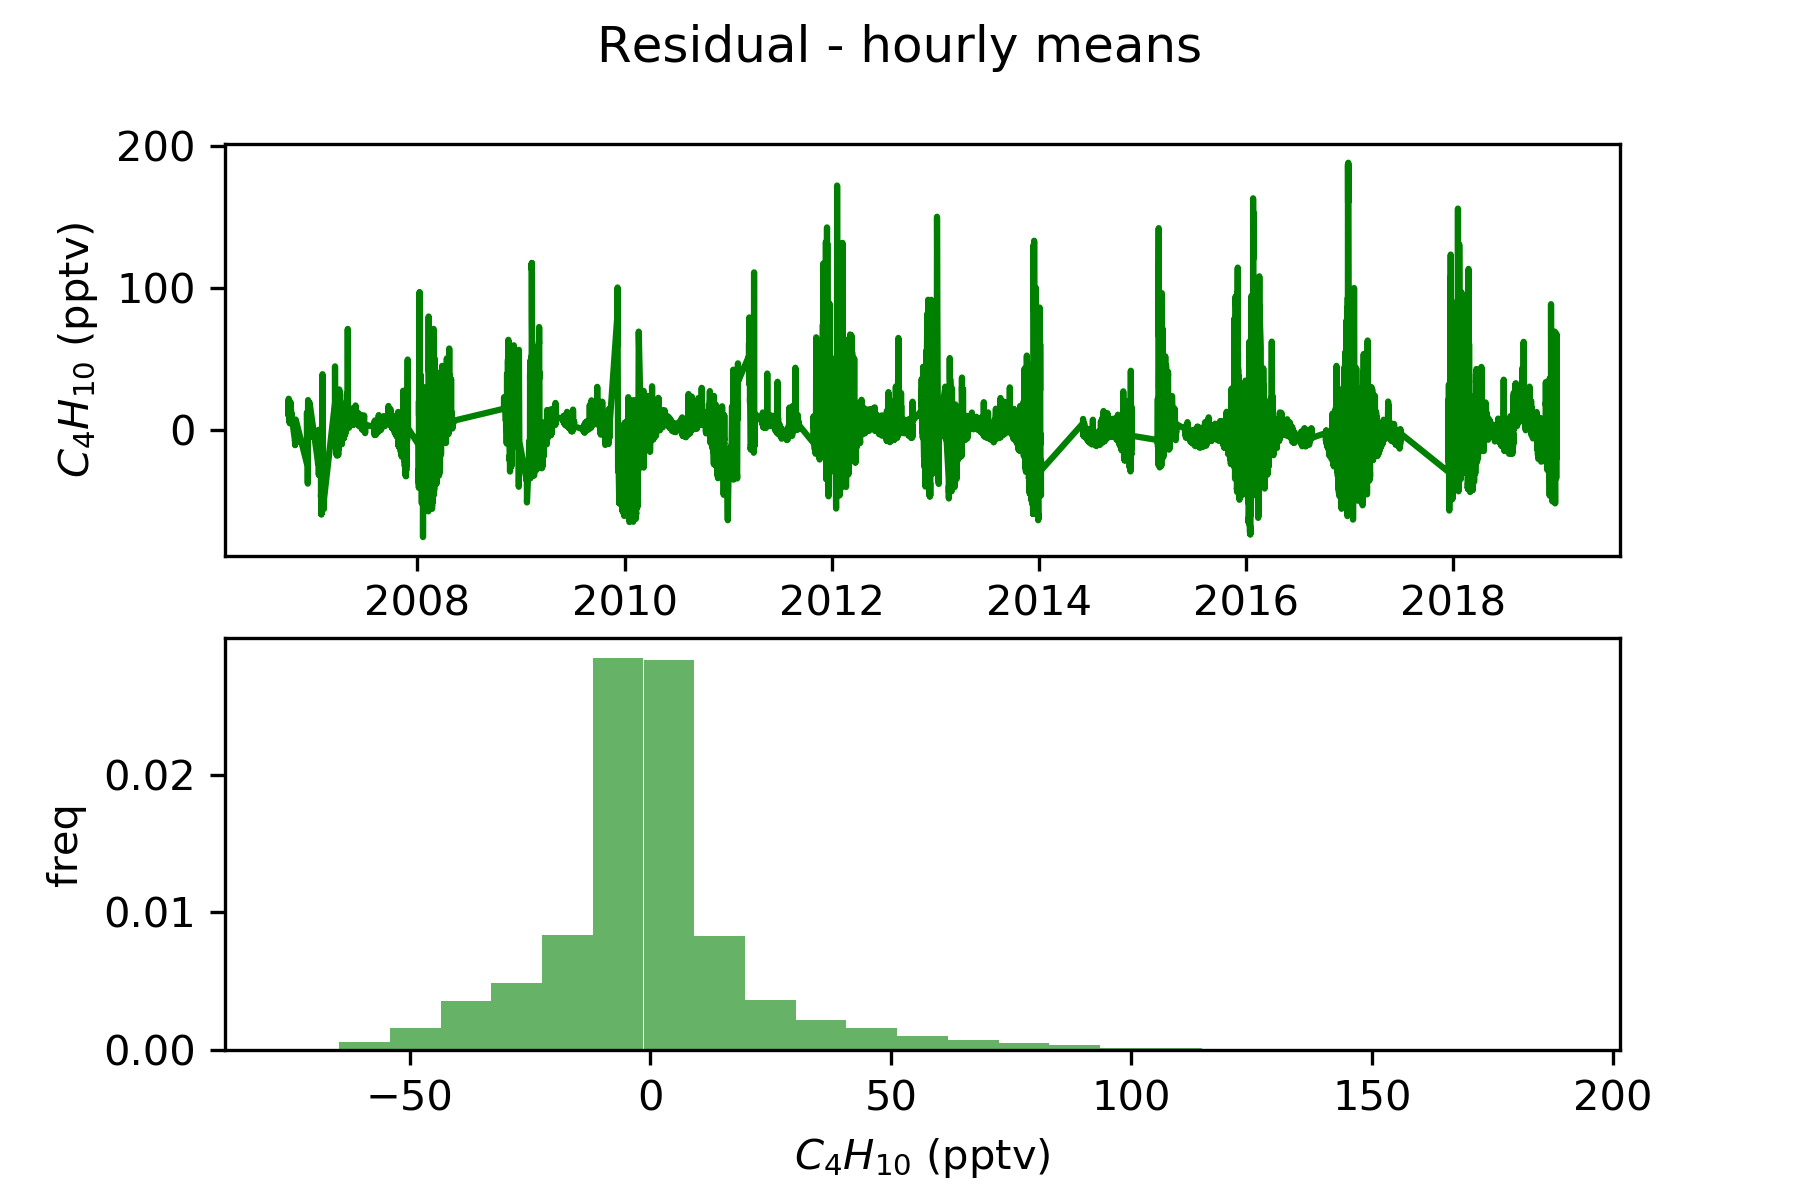 Residual - hourly means
200
100
0
C₄H₁₀ (pptv)
2008 2010 2012 2014 2016 2018
0.02
0.01
0.00
freq
−50 0 50 100 150 200
C₄H₁₀ (pptv)